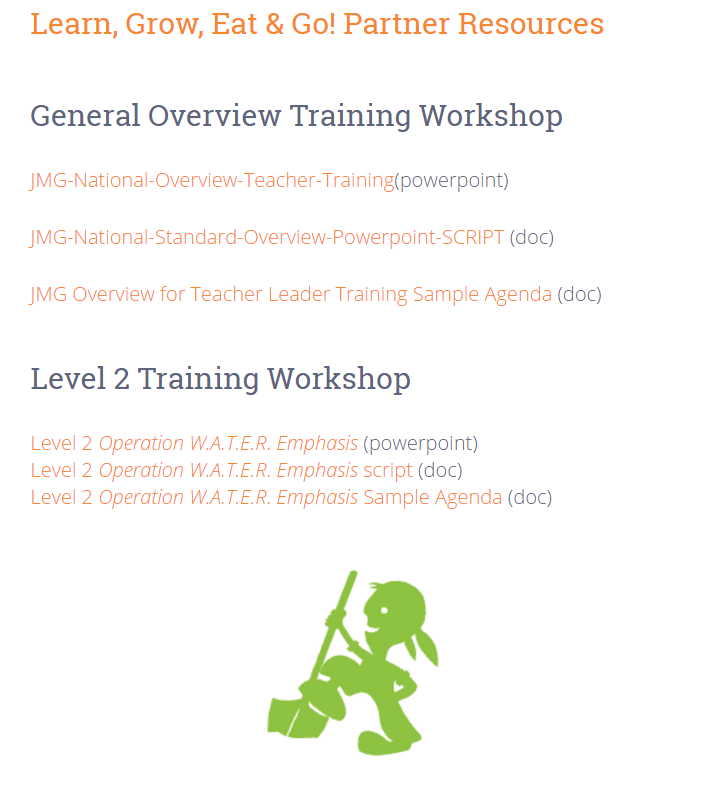 Learn, Grow, Eat & Go! Partner Resources
General Overview Training Workshop
JMG-National-Overview-Teacher-Training(powerpoint)
JMG-National-Standard-Overview-Powerpoint-SCRIPT (doc)
JMG Overview for Teacher Leader Training Sample Agenda (doc)
Level 2 Training Workshop
Level 2 Operation W.A.T.E.R. Emphasis (powerpoint)
Level 2 Operation W.A.T.E.R. Emphasis script (doc)
Level 2 Operation W.A.T.E.R. Emphasis Sample Agenda (doc)